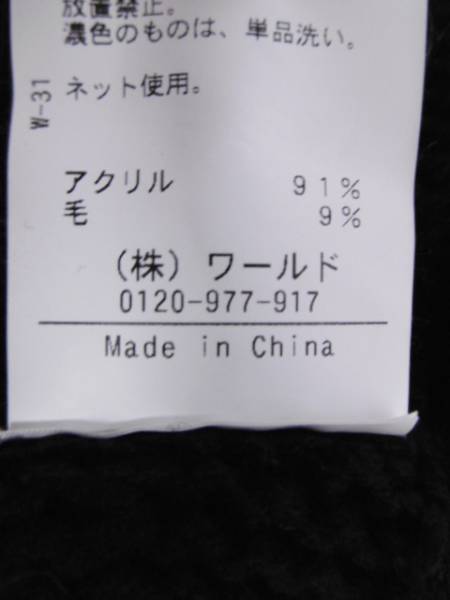 放置禁止。
濃色のものは、単品洗い。
ネット使用。
W-31
アクリル 91%
毛 9%
(株) ワールド
0120-977-917
Made in China